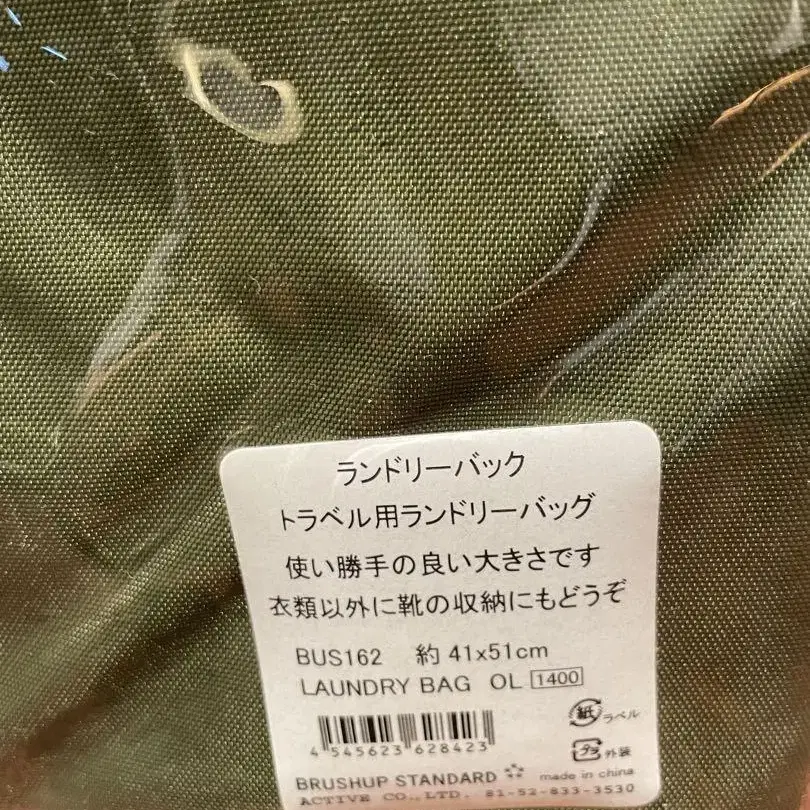 ランドリーバック
トラベル用ランドリーバッグ
使い勝手の良い大きさです
衣類以外に靴の収納にもどうぞ
BUS162 約 41x51cm
LAUNDRY BAG OL 1400
紙 ラベル
4 545623 628423
プラ 外装
BRUSHUP STANDARD made in china
ACTIVE CO.,LTD. 81-52-833-3530